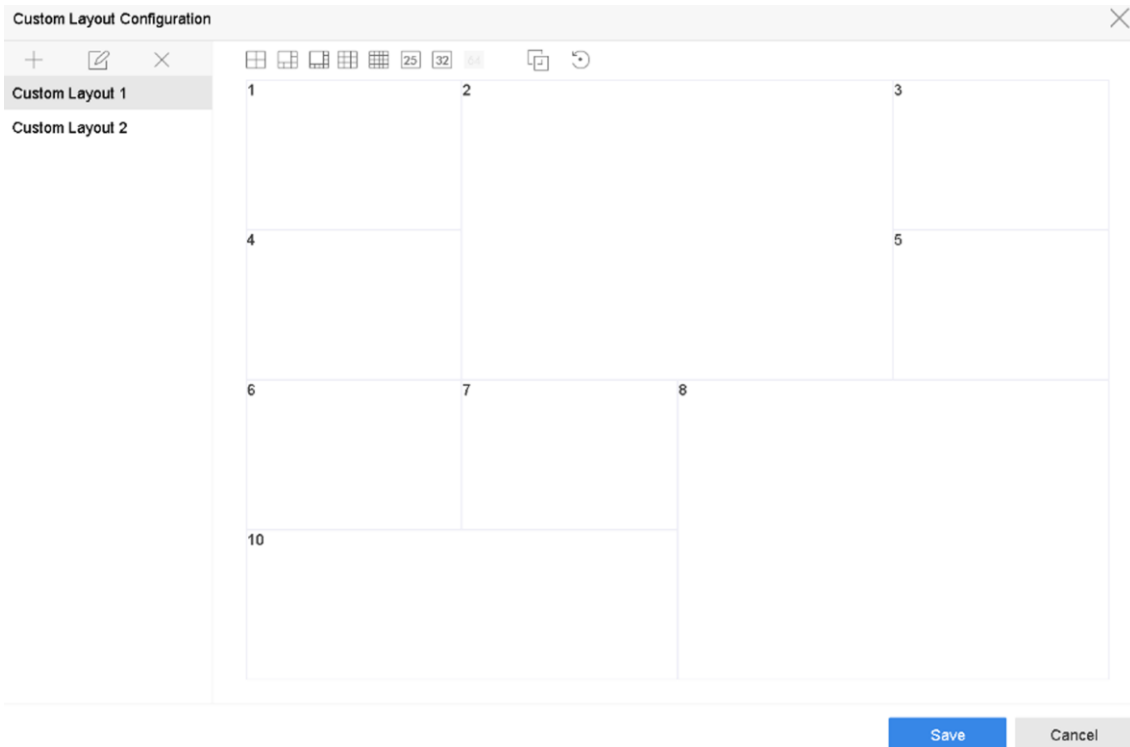 Custom Layout Configuration
25 32 64
Custom Layout 1
Custom Layout 2
1 2 3
4 5
6 7 8
10
Save Cancel